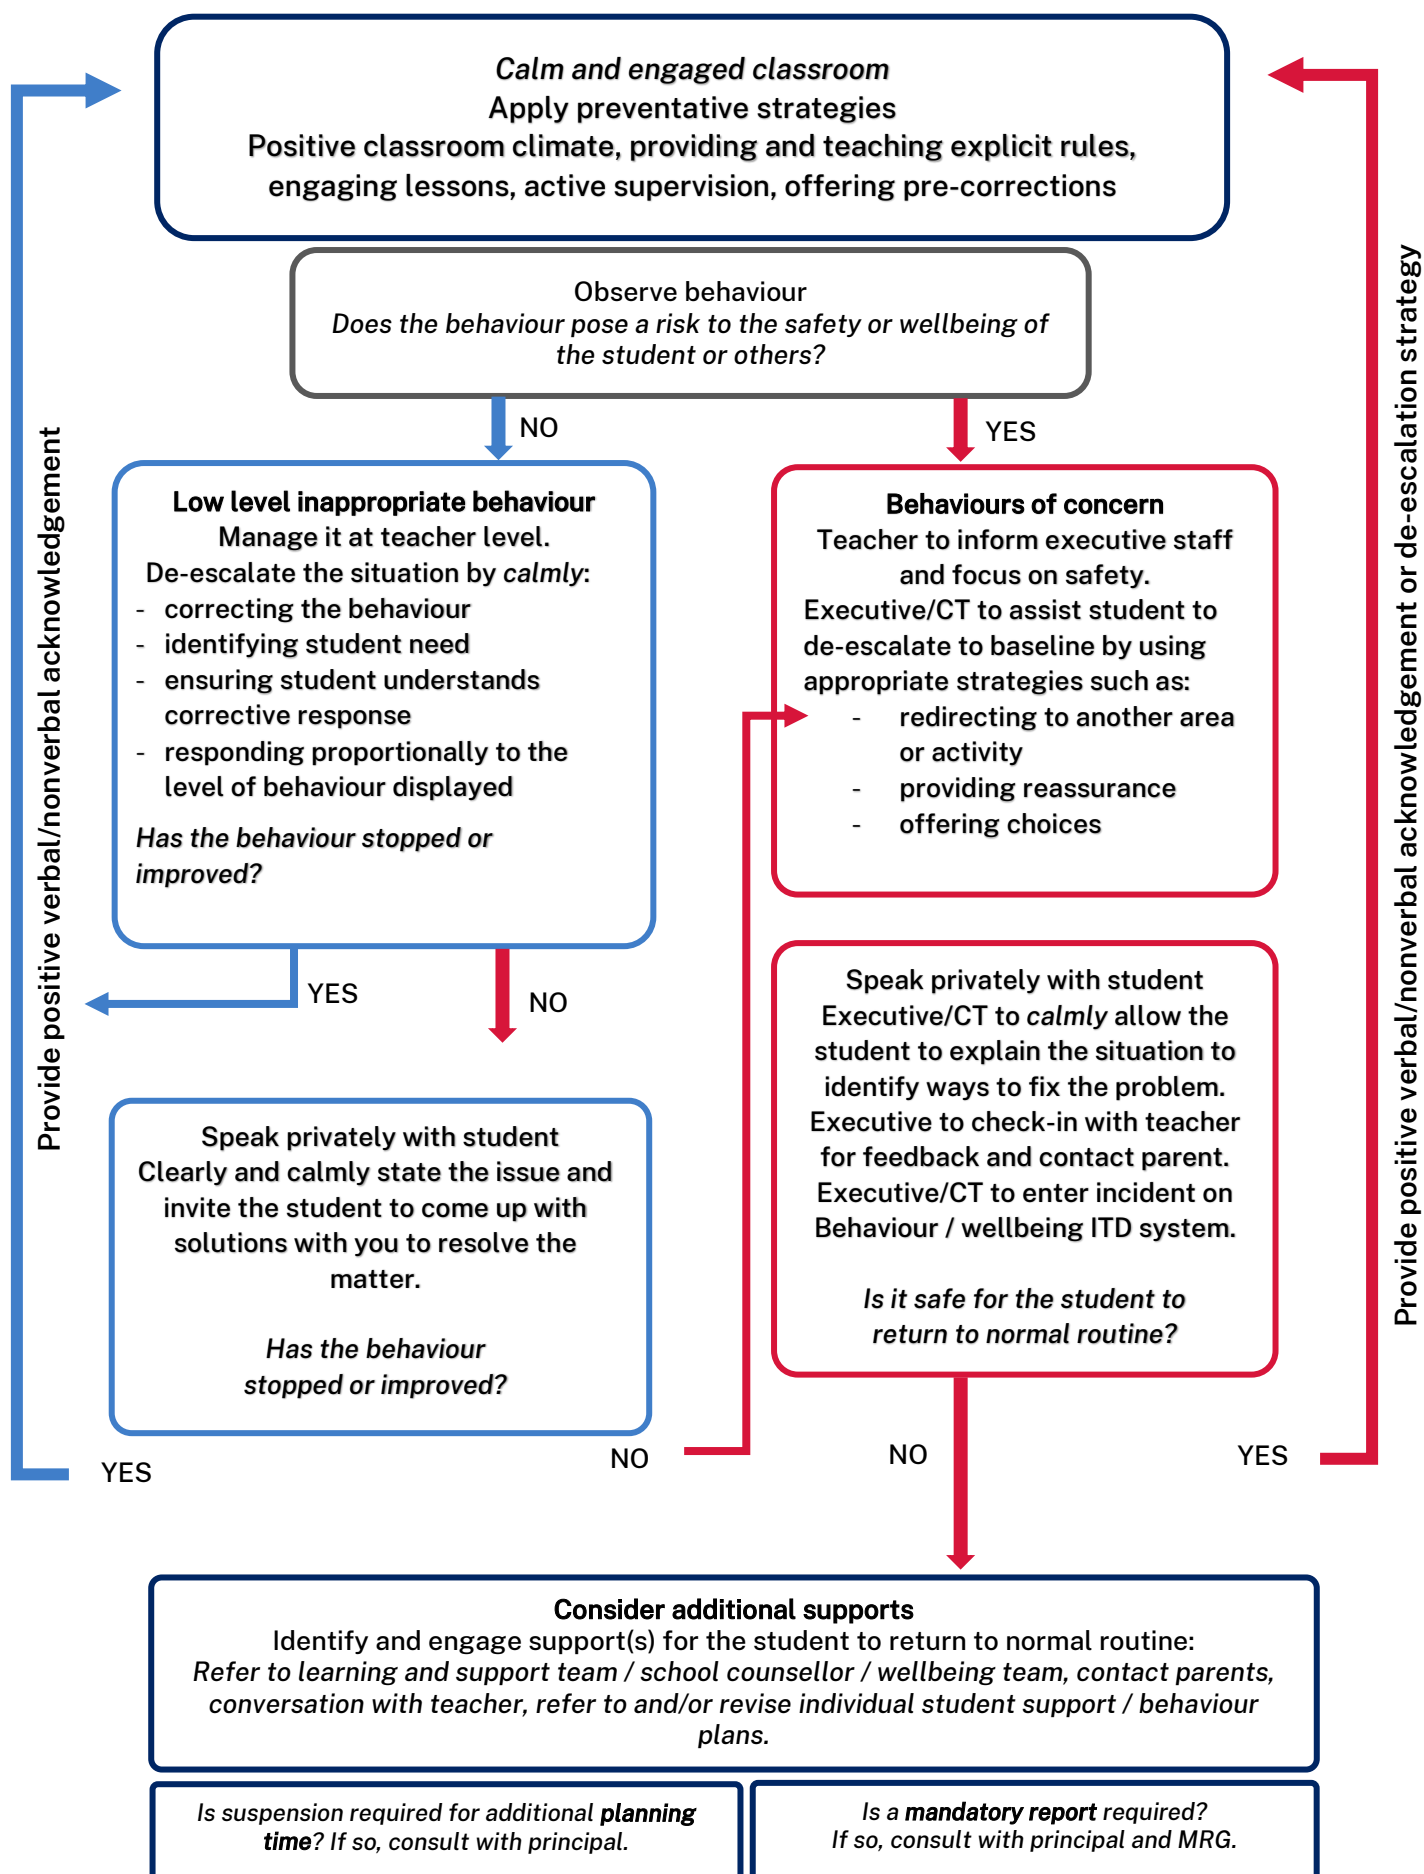 Calm and engaged classroom
Apply preventative strategies
Positive classroom climate, providing and teaching explicit rules,
engaging lessons, active supervision, offering pre-corrections
Observe behaviour
Does the behaviour pose a risk to the safety or wellbeing of
the student or others?
NO
YES
Low level inappropriate behaviour
Manage it at teacher level.
De-escalate the situation by calmly:
- correcting the behaviour
- identifying student need
- ensuring student understands
corrective response
- responding proportionally to the
level of behaviour displayed
Has the behaviour stopped or
improved?
YES
NO
Speak privately with student
Clearly and calmly state the issue and
invite the student to come up with
solutions with you to resolve the
matter.
Has the behaviour
stopped or improved?
YES
NO
Provide positive verbal/nonverbal acknowledgement
Behaviours of concern
Teacher to inform executive staff
and focus on safety.
Executive/CT to assist student to
de-escalate to baseline by using
appropriate strategies such as:
- redirecting to another area
or activity
- providing reassurance
- offering choices
Speak privately with student
Executive/CT to calmly allow the
student to explain the situation to
identify ways to fix the problem.
Executive to check-in with teacher
for feedback and contact parent.
Executive/CT to enter incident on
Behaviour / wellbeing ITD system.
Is it safe for the student to
return to normal routine?
NO
YES
Provide positive verbal/nonverbal acknowledgement or de-escalation strategy
Consider additional supports
Identify and engage support(s) for the student to return to normal routine:
Refer to learning and support team / school counsellor / wellbeing team, contact parents,
conversation with teacher, refer to and/or revise individual student support / behaviour
plans.
Is suspension required for additional planning
time? If so, consult with principal.
Is a mandatory report required?
If so, consult with principal and MRG.